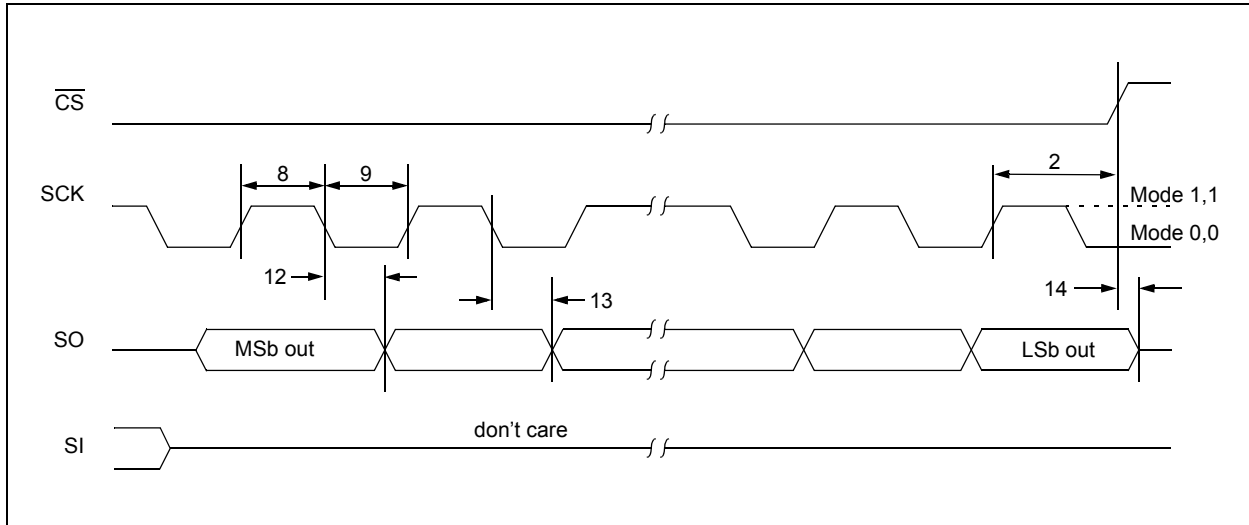 CS
2
8
9
SCK
Mode 1,1
Mode 0,0
12
13
14
SO
MSb out
LSb out
SI
don't care